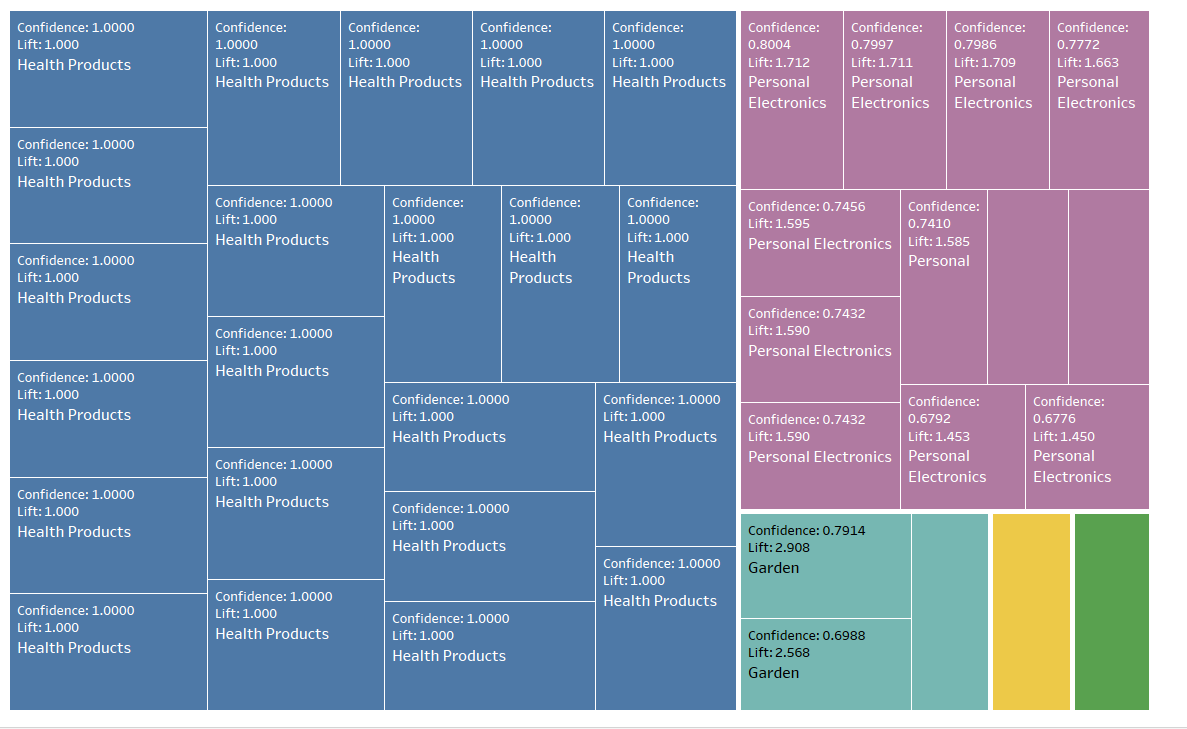 Confidence: 1.0000
Lift: 1.000
Health Products
Confidence: 1.0000
Lift: 1.000
Health Products
Confidence: 1.0000
Lift: 1.000
Health Products
Confidence: 1.0000
Lift: 1.000
Health Products
Confidence: 1.0000
Lift: 1.000
Health Products
Confidence: 1.0000
Lift: 1.000
Health Products
Confidence:
1.0000
Lift: 1.000
Health Products
Confidence:
1.0000
Lift: 1.000
Health Products
Confidence:
1.0000
Lift: 1.000
Health Products
Confidence:
1.0000
Lift: 1.000
Health Products
Confidence: 1.0000
Lift: 1.000
Health Products
Confidence: 1.0000
Lift: 1.000
Health Products
Confidence: 1.0000
Lift: 1.000
Health Products
Confidence: 1.0000
Lift: 1.000
Health Products
Confidence:
1.0000
Lift: 1.000
Health
Products
Confidence:
1.0000
Lift: 1.000
Health
Products
Confidence:
1.0000
Lift: 1.000
Health
Products
Confidence: 1.0000
Lift: 1.000
Health Products
Confidence: 1.0000
Lift: 1.000
Health Products
Confidence: 1.0000
Lift: 1.000
Health Products
Confidence: 1.0000
Lift: 1.000
Health Products
Confidence: 1.0000
Lift: 1.000
Health Products
Confidence:
0.8004
Lift: 1.712
Personal
Electronics
Confidence:
0.7997
Lift: 1.711
Personal
Electronics
Confidence:
0.7986
Lift: 1.709
Personal
Electronics
Confidence:
0.7772
Lift: 1.663
Personal
Electronics
Confidence: 0.7456
Lift: 1.595
Personal Electronics
Confidence: 0.7432
Lift: 1.590
Personal Electronics
Confidence: 0.7432
Lift: 1.590
Personal Electronics
Confidence:
0.7410
Lift: 1.585
Personal
Confidence:
0.6792
Lift: 1.453
Personal
Electronics
Confidence:
0.6776
Lift: 1.450
Personal
Electronics
Confidence: 0.7914
Lift: 2.908
Garden
Confidence: 0.6988
Lift: 2.568
Garden